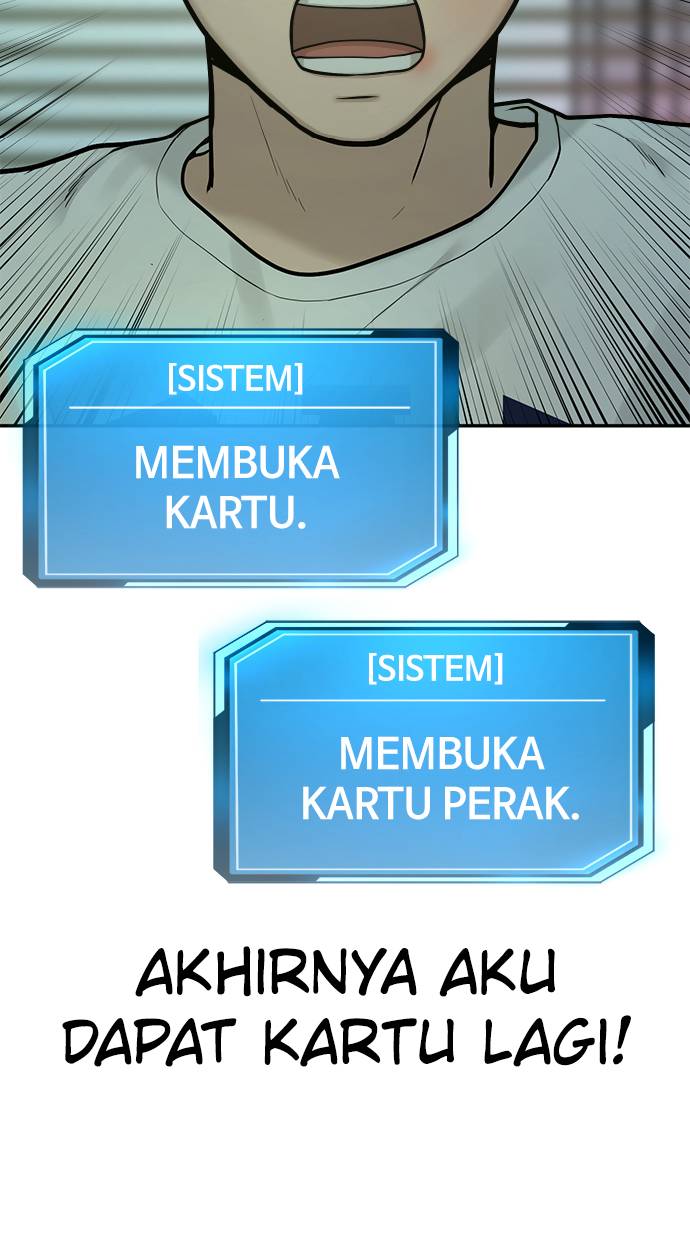 [SISTEM]
MEMBUKA
KARTU.
[SISTEM]
MEMBUKA
KARTU PERAK.
AKHIRNYA AKU
DAPAT KARTU LAGI!